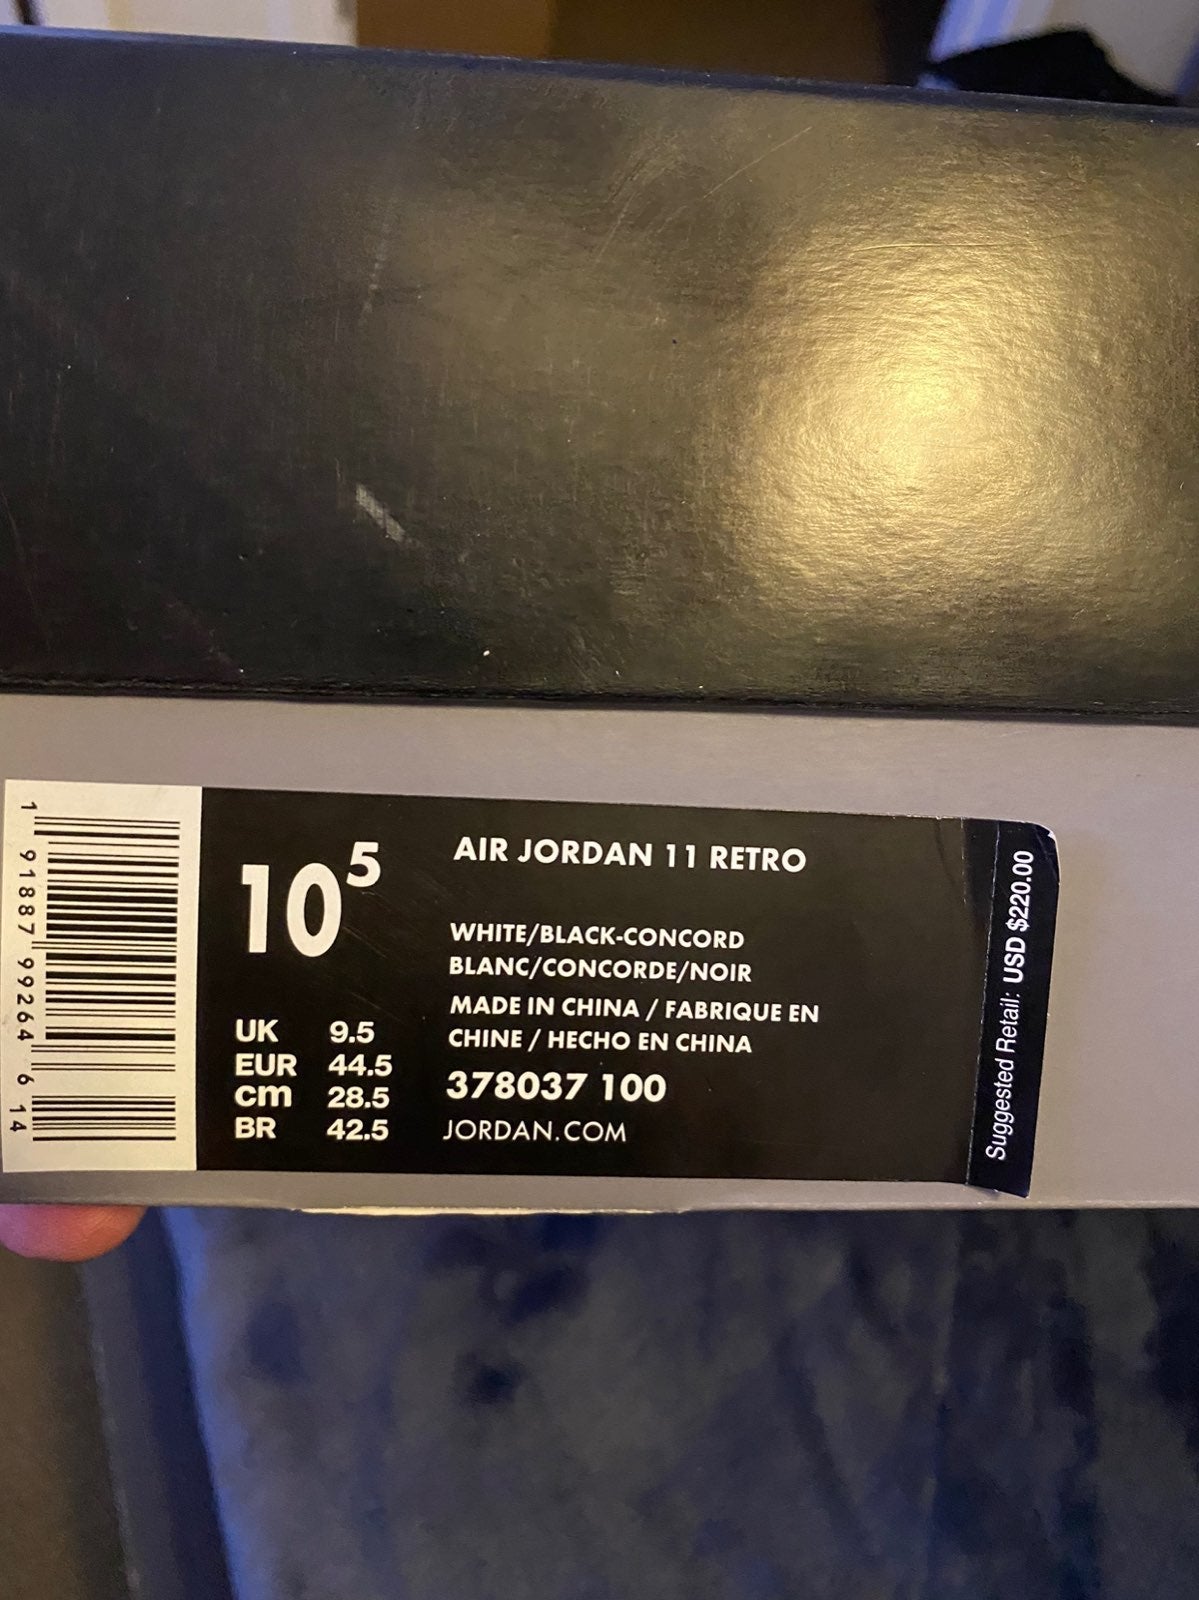 1 91887 99264 6 14
10⁵
UK 9.5
EUR 44.5
cm 28.5
BR 42.5
AIR JORDAN 11 RETRO
WHITE/BLACK-CONCORD
BLANC/CONCORDE/NOIR
MADE IN CHINA / FABRIQUE EN
CHINE / HECHO EN CHINA
378037 100
JORDAN.COM
Suggested Retail: USD $220.00